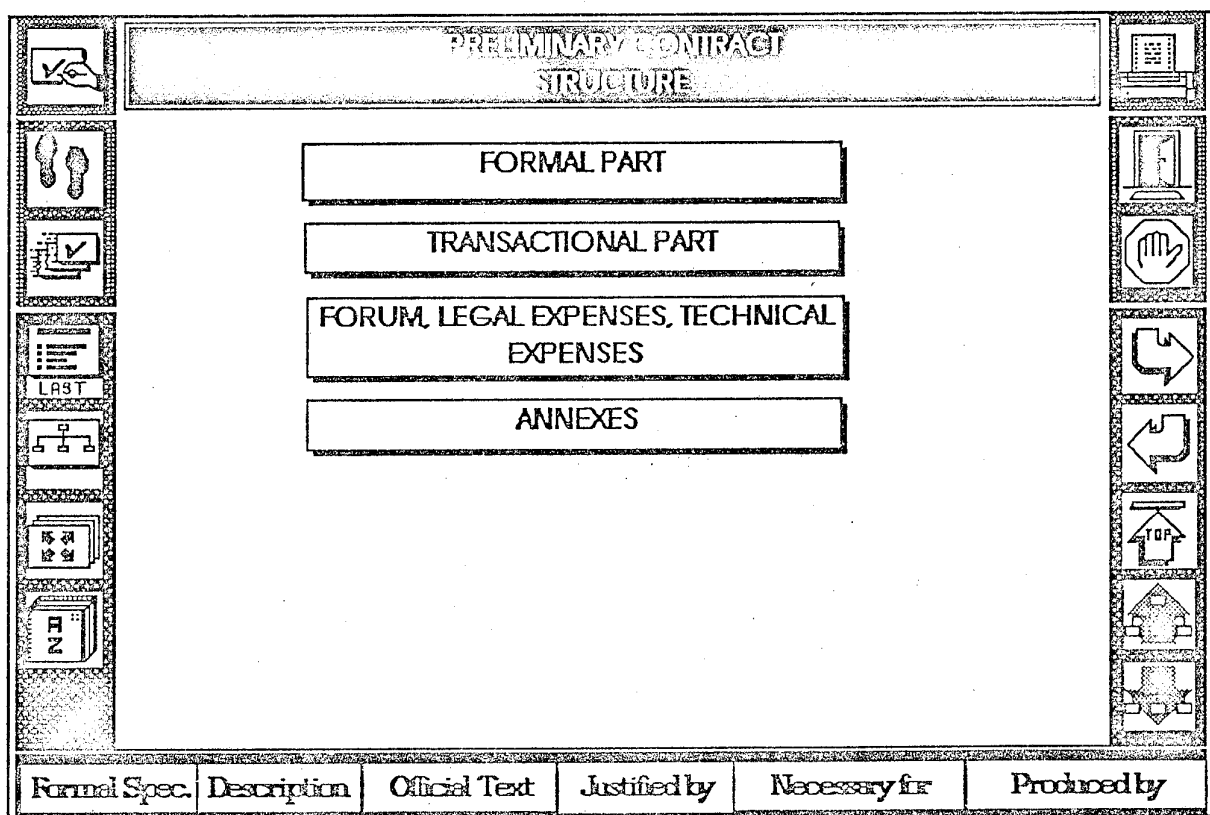 PRELIMINARY CONTRACT
STRUCTURE
FORMAL PART
TRANSACTIONAL PART
FORUM, LEGAL EXPENSES, TECHNICAL
EXPENSES
ANNEXES
LAST
TOP
A
Z
Formal Spec. Description Official Text Justified by Necessary for Produced by